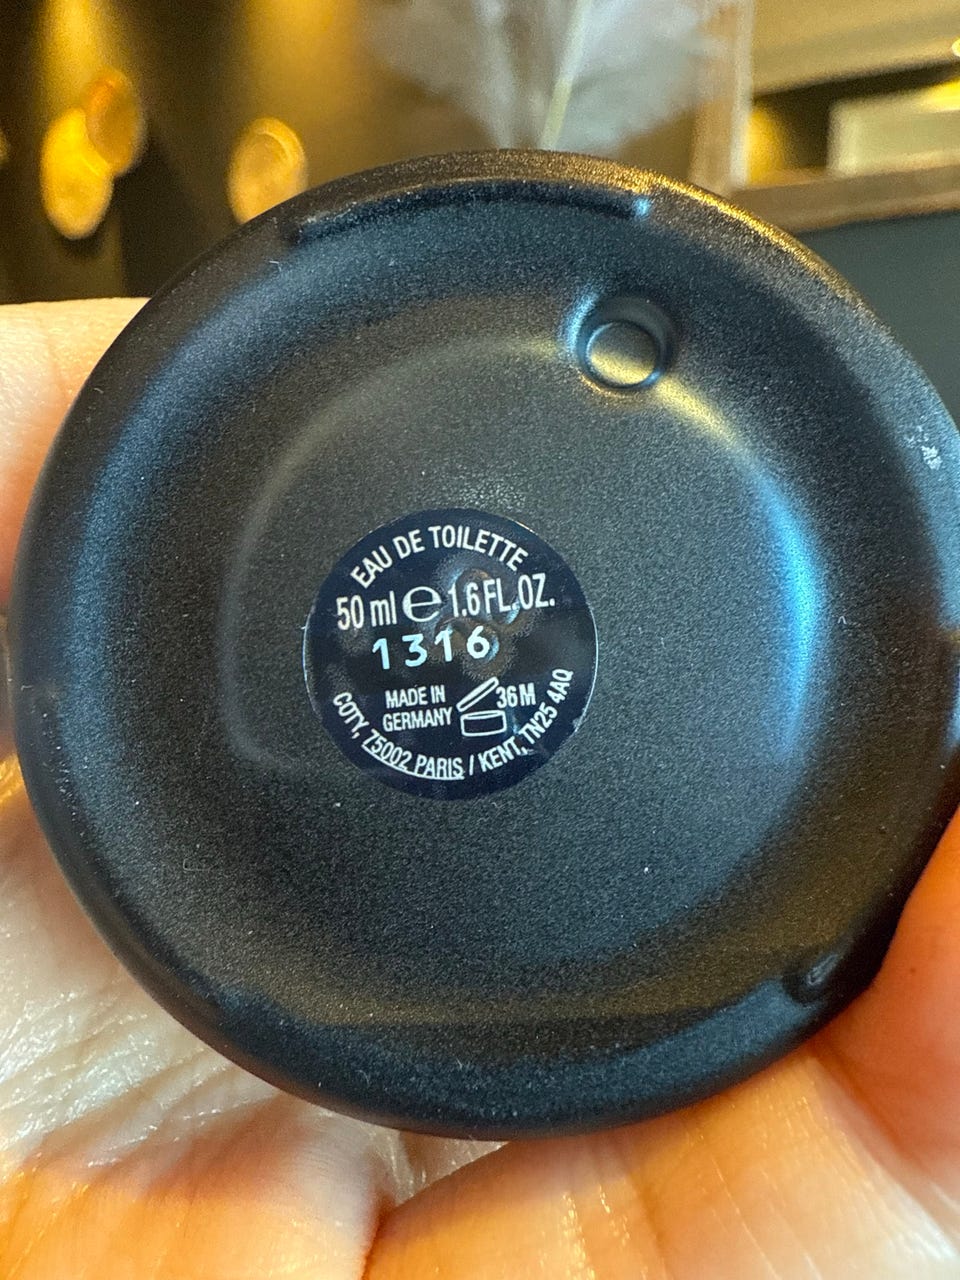 EAU DE TOILETTE
50 ml e 1.6 FL.OZ.
1316
MADE IN
GERMANY
36 M
COTY, 75002 PARIS / KENT, TN25 4AQ